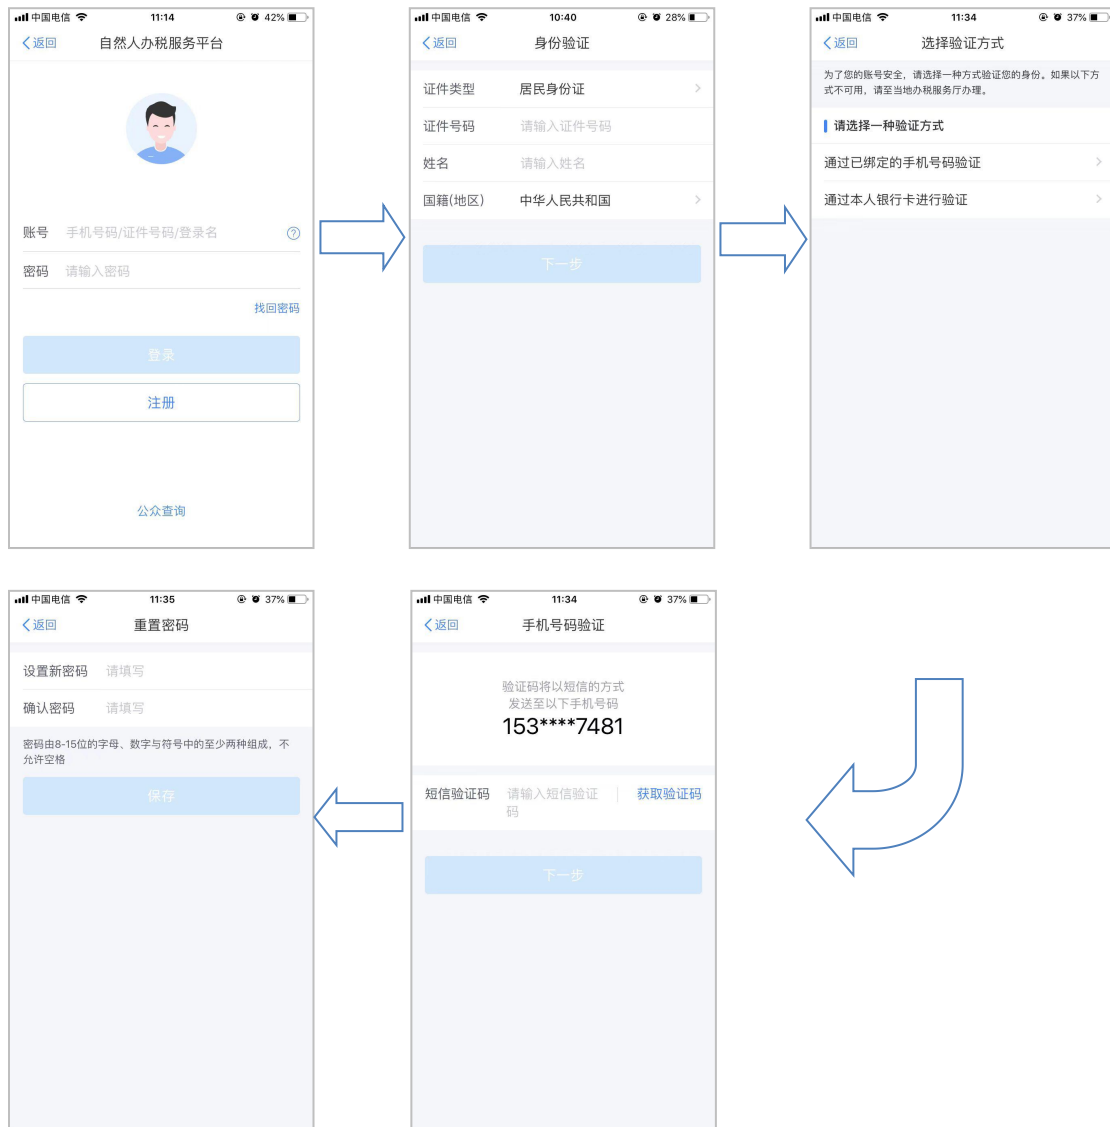 中国电信 11:14 42%
返回 自然人办税服务平台
账号 手机号码/证件号码/登录名 ?
密码 请输入密码
找回密码
登录
注册
公众查询
中国电信 10:40 28%
返回 身份验证
证件类型 居民身份证
证件号码 请输入证件号码
姓名 请输入姓名
国籍(地区) 中华人民共和国
下一步
中国电信 11:34 37%
返回 选择验证方式
为了您的账号安全，请选择一种方式验证您的身份。如果以下方
式不可用，请至当地办税服务厅办理。
请选择一种验证方式
通过已绑定的手机号码验证
通过本人银行卡进行验证
中国电信 11:34 37%
返回 手机号码验证
验证码将以短信的方式
发送至以下手机号码
153****7481
短信验证码 请输入短信验证 获取验证码
码
下一步
中国电信 11:35 37%
返回 重置密码
设置新密码 请填写
确认密码 请填写
密码由8-15位的字母、数字与符号中的至少两种组成，不
允许空格
保存